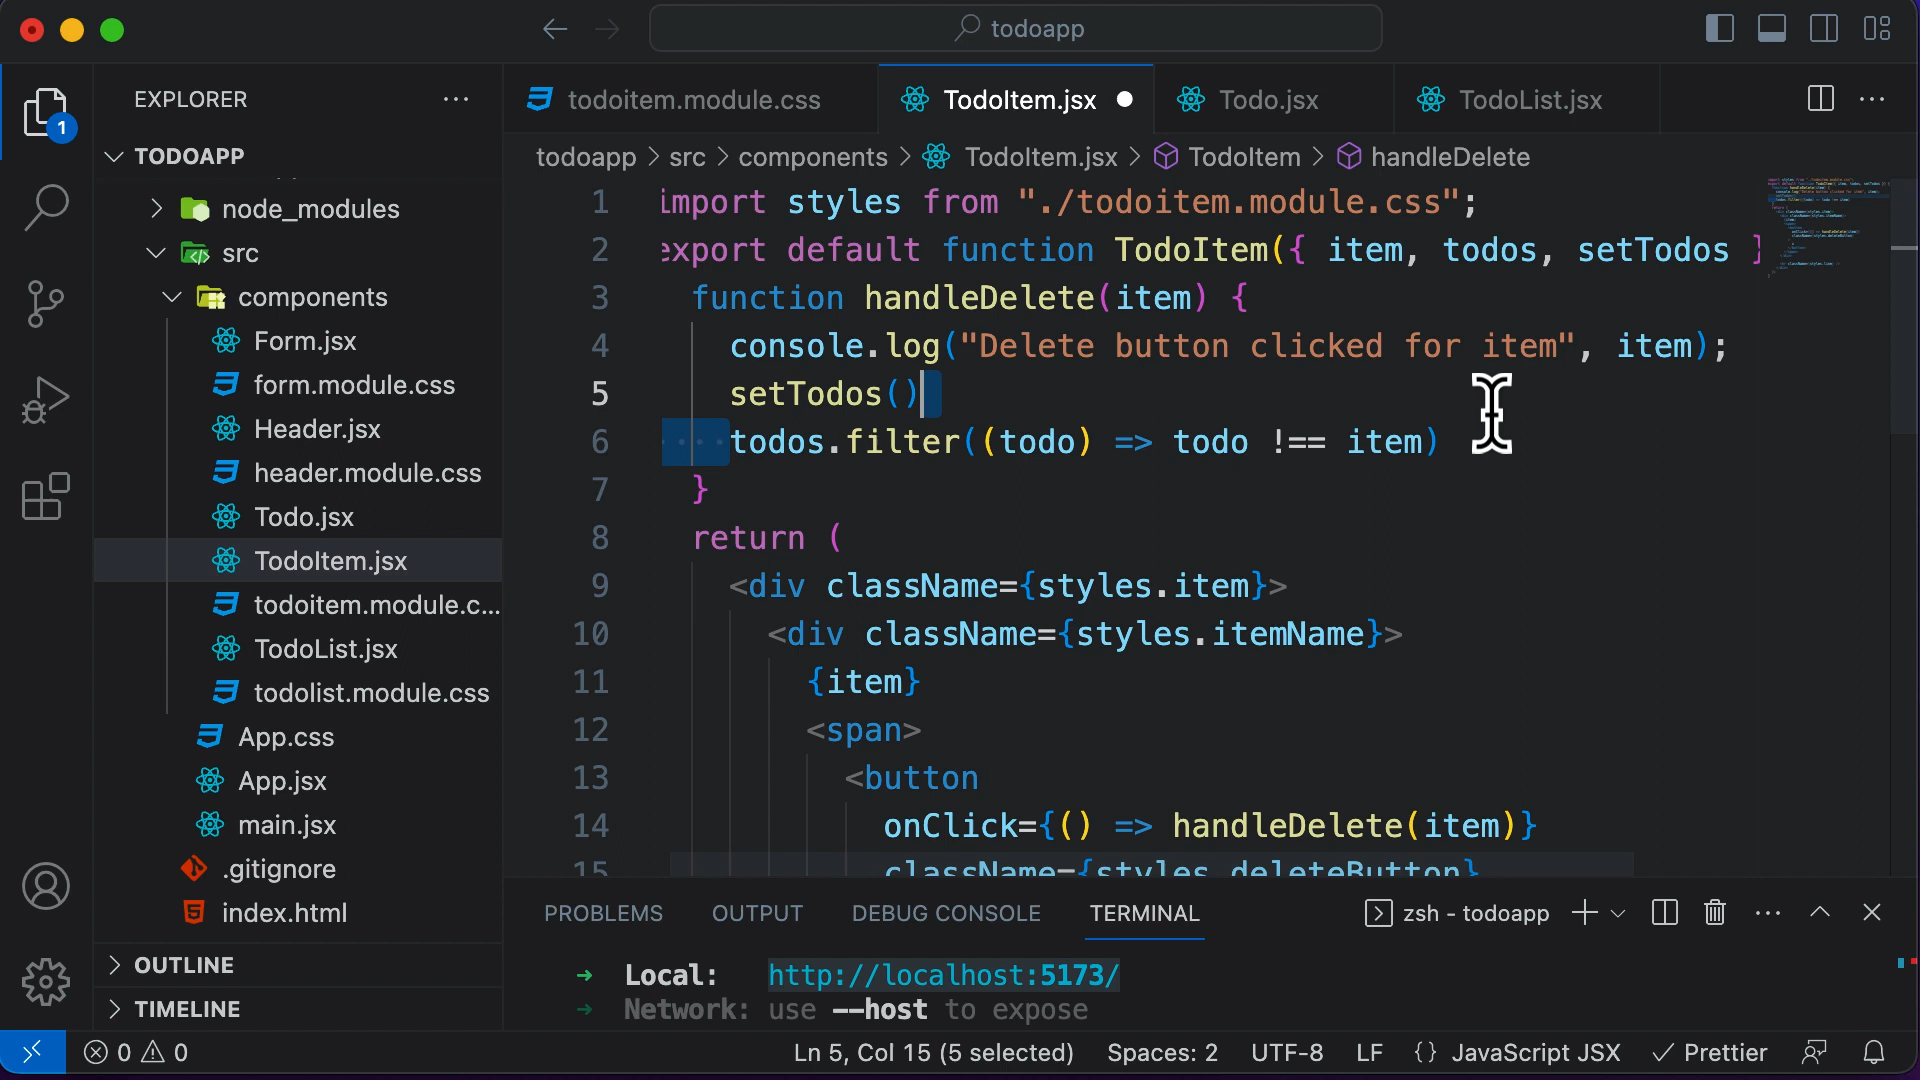 todoapp
EXPLORER
1
TODOAPP
node_modules
src
components
Form.jsx
form.module.css
Header.jsx
header.module.css
Todo.jsx
TodoItem.jsx
todoitem.module.c...
TodoList.jsx
todolist.module.css
App.css
App.jsx
main.jsx
.gitignore
index.html
OUTLINE
TIMELINE
todoitem.module.css
TodoItem.jsx
Todo.jsx
TodoList.jsx
todoapp > src > components > TodoItem.jsx > TodoItem > handleDelete
1 import styles from "./todoitem.module.css";
2 export default function TodoItem({ item, todos, setTodos }
3 function handleDelete(item) {
4 console.log("Delete button clicked for item", item);
5 setTodos()
6 todos.filter((todo) => todo !== item)
7 }
8 return (
9 <div className={styles.item}>
10 <div className={styles.itemName}>
11 {item}
12 <span>
13 <button
14 onClick={() => handleDelete(item)}
15 className={styles.deleteButton}
PROBLEMS
OUTPUT
DEBUG CONSOLE
TERMINAL
zsh - todoapp
➜ Local: http://localhost:5173/
➜ Network: use --host to expose
0 0
Ln 5, Col 15 (5 selected)
Spaces: 2
UTF-8
LF
{} JavaScript JSX
Prettier